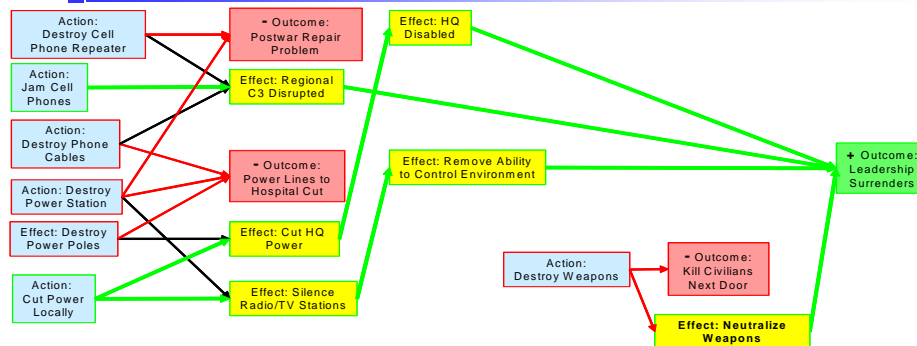 Action:
Destroy Cell
Phone Repeater
- Outcome:
Postwar Repair
Problem
Effect: HQ
Disabled
Action:
Jam Cell
Phones
Effect: Regional
C3 Disrupted
Action:
Destroy Phone
Cables
- Outcome:
Power Lines to
Hospital Cut
Effect: Remove Ability
to Control Environment
+ Outcome:
Leadership
Surrenders
Action: Destroy
Power Station
Effect: Destroy
Power Poles
Effect: Cut HQ
Power
Action:
Destroy Weapons
- Outcome:
Kill Civilians
Next Door
Action:
Cut Power
Locally
Effect: Silence
Radio/TV Stations
Effect: Neutralize
Weapons